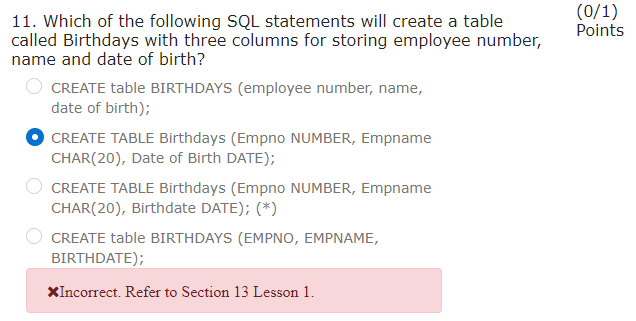 11. Which of the following SQL statements will create a table
called Birthdays with three columns for storing employee number,
name and date of birth?
(0/1)
Points
CREATE table BIRTHDAYS (employee number, name,
date of birth);
CREATE TABLE Birthdays (Empno NUMBER, Empname
CHAR(20), Date of Birth DATE);
CREATE TABLE Birthdays (Empno NUMBER, Empname
CHAR(20), Birthdate DATE); (*)
CREATE table BIRTHDAYS (EMPNO, EMPNAME,
BIRTHDATE);
✖Incorrect. Refer to Section 13 Lesson 1.